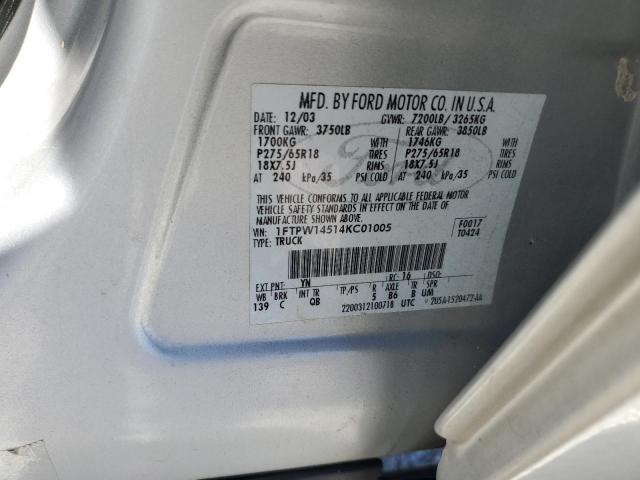 MFD. BY FORD MOTOR CO. IN U.S.A.
DATE: 12/03 GVWR: 7200LB/ 3265KG
FRONT GAWR: 3750LB REAR GAWR: 3850LB
1700KG WITH 1746KG WITH
P275/65R18 TIRES P275/65R18 TIRES
18X7.5J RIMS 18X7.5J RIMS
AT 240 kPa/35 PSI COLD AT 240 kPa/35 PSI COLD
Ford
THIS VEHICLE CONFORMS TO ALL APPLICABLE FEDERAL MOTOR
VEHICLE SAFETY STANDARDS IN EFFECT ON THE DATE OF
MANUFACTURE SHOWN ABOVE.
VIN: 1FTPW14514KC01005 F0017
TYPE: TRUCK T0424
EXT. PNT: YN RC: 16 DSO:
WB BRK INT TR TP/PS R AXLE TR SPR
139 C QB 5 B6 B UM
2200312100718 UTC 2U5A-1520472-AA